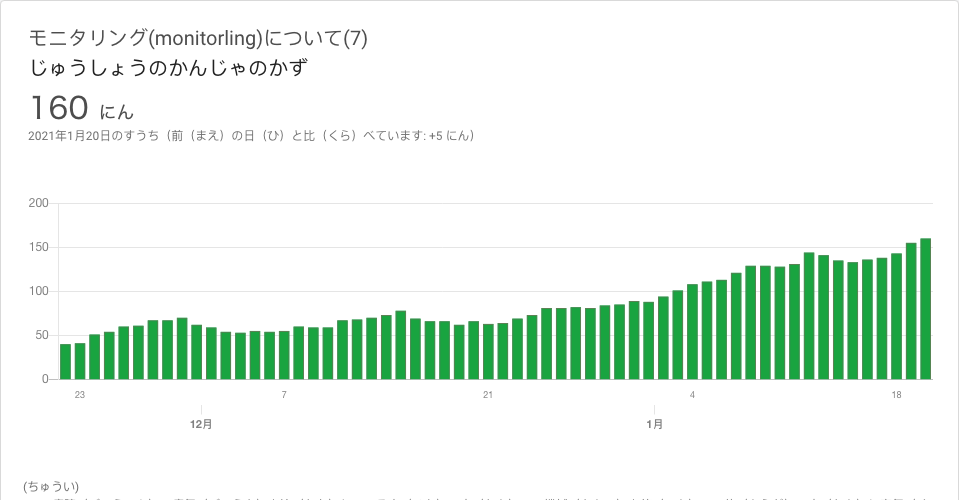 モニタリング(monitorling)について(7)
じゅうしょうのかんじゃのかず
160 にん
2021年1月20日のすうち（前（まえ）の日（ひ）と比（くら）べています: +5 にん）
200
150
100
50
0
23 7 21 4 18
12月 1月
(ちゅうい)